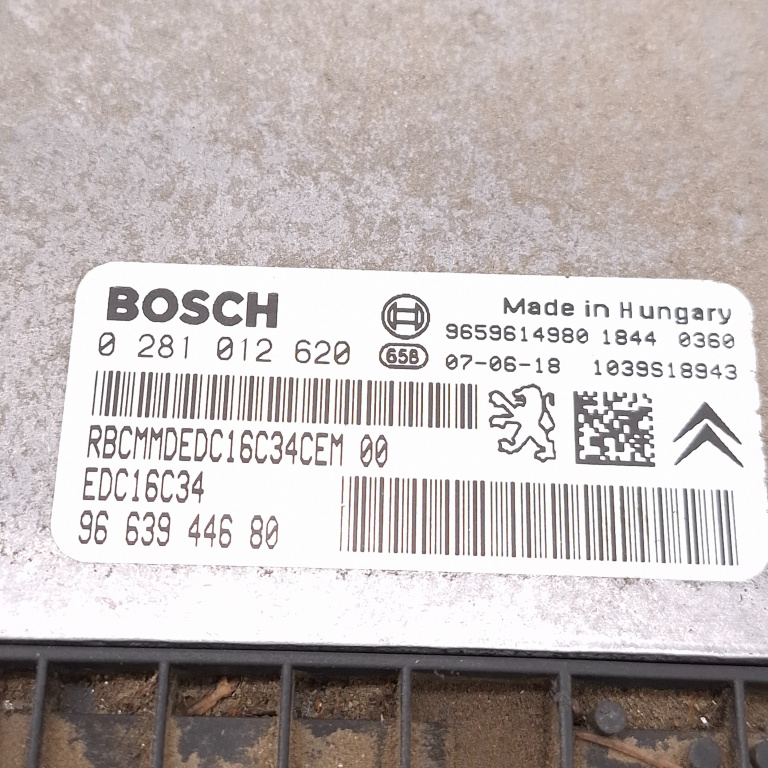 BOSCH
Made in Hungary
9659614980 1844 0360
0 281 012 620
658 07-06-18 1039S18943
RBCMMDEDC16C34CEM 00
EDC16C34
96 639 446 80